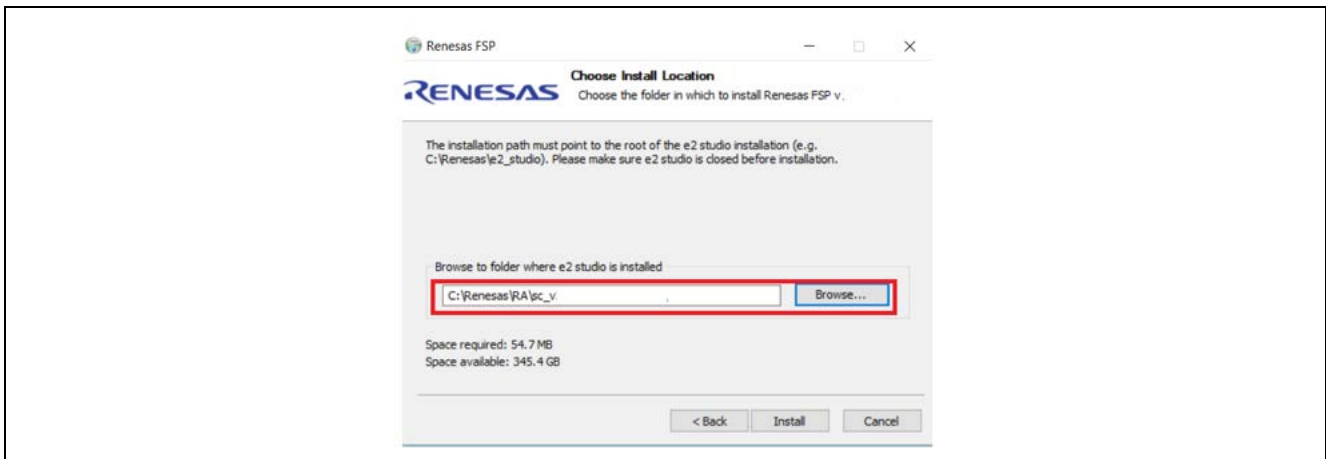 Renesas FSP
RENESAS
Choose Install Location
Choose the folder in which to install Renesas FSP v.
The installation path must point to the root of the e2 studio installation (e.g.
C:\Renesas\e2_studio). Please make sure e2 studio is closed before installation.
Browse to folder where e2 studio is installed
C:\Renesas\RA\sc_v.
Browse...
Space required: 54.7 MB
Space available: 345.4 GB
< Back Install Cancel